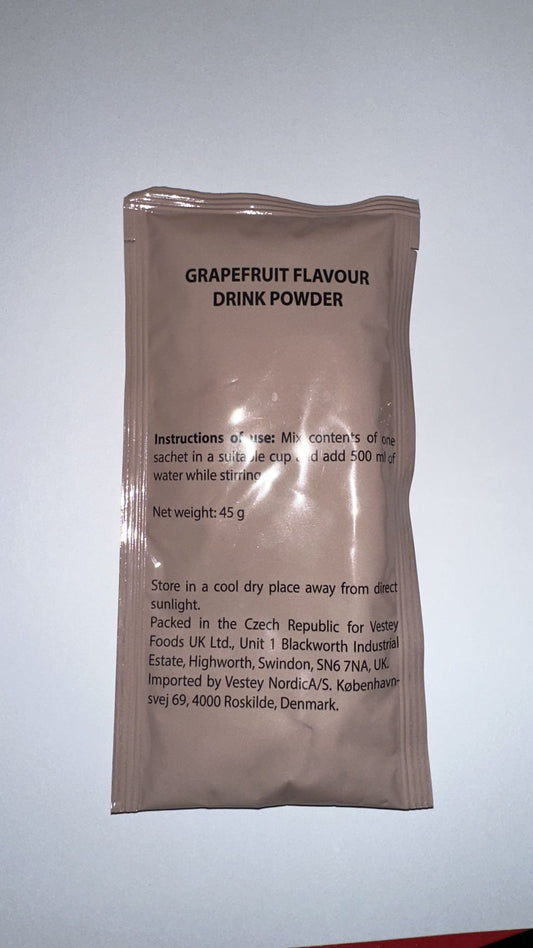 GRAPEFRUIT FLAVOUR
DRINK POWDER
Instructions of use: Mix contents of one
sachet in a suitable cup and add 500 ml of
water while stirring
Net weight: 45 g
Store in a cool dry place away from direct
sunlight.
Packed in the Czech Republic for Vestey
Foods UK Ltd., Unit 1 Blackworth Industrial
Estate, Highworth, Swindon, SN6 7NA, UK.
Imported by Vestey NordicA/S. København-
svej 69, 4000 Roskilde, Denmark.